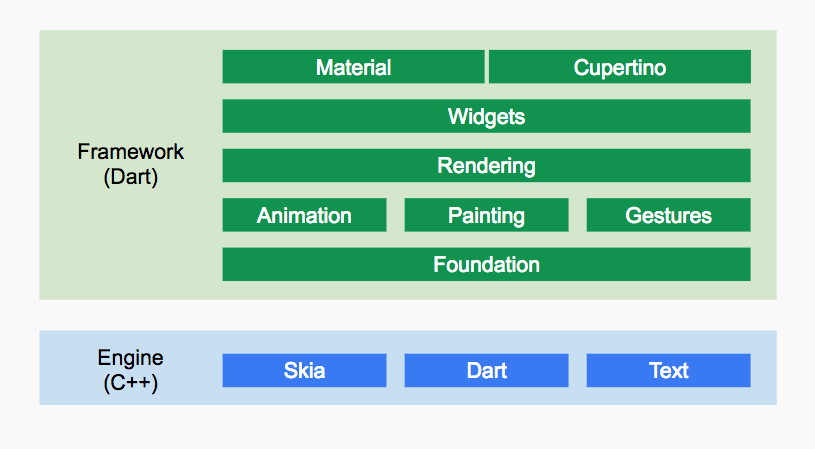 Material
Cupertino
Widgets
Framework
(Dart)
Rendering
Animation
Painting
Gestures
Foundation
Engine
(C++)
Skia
Dart
Text